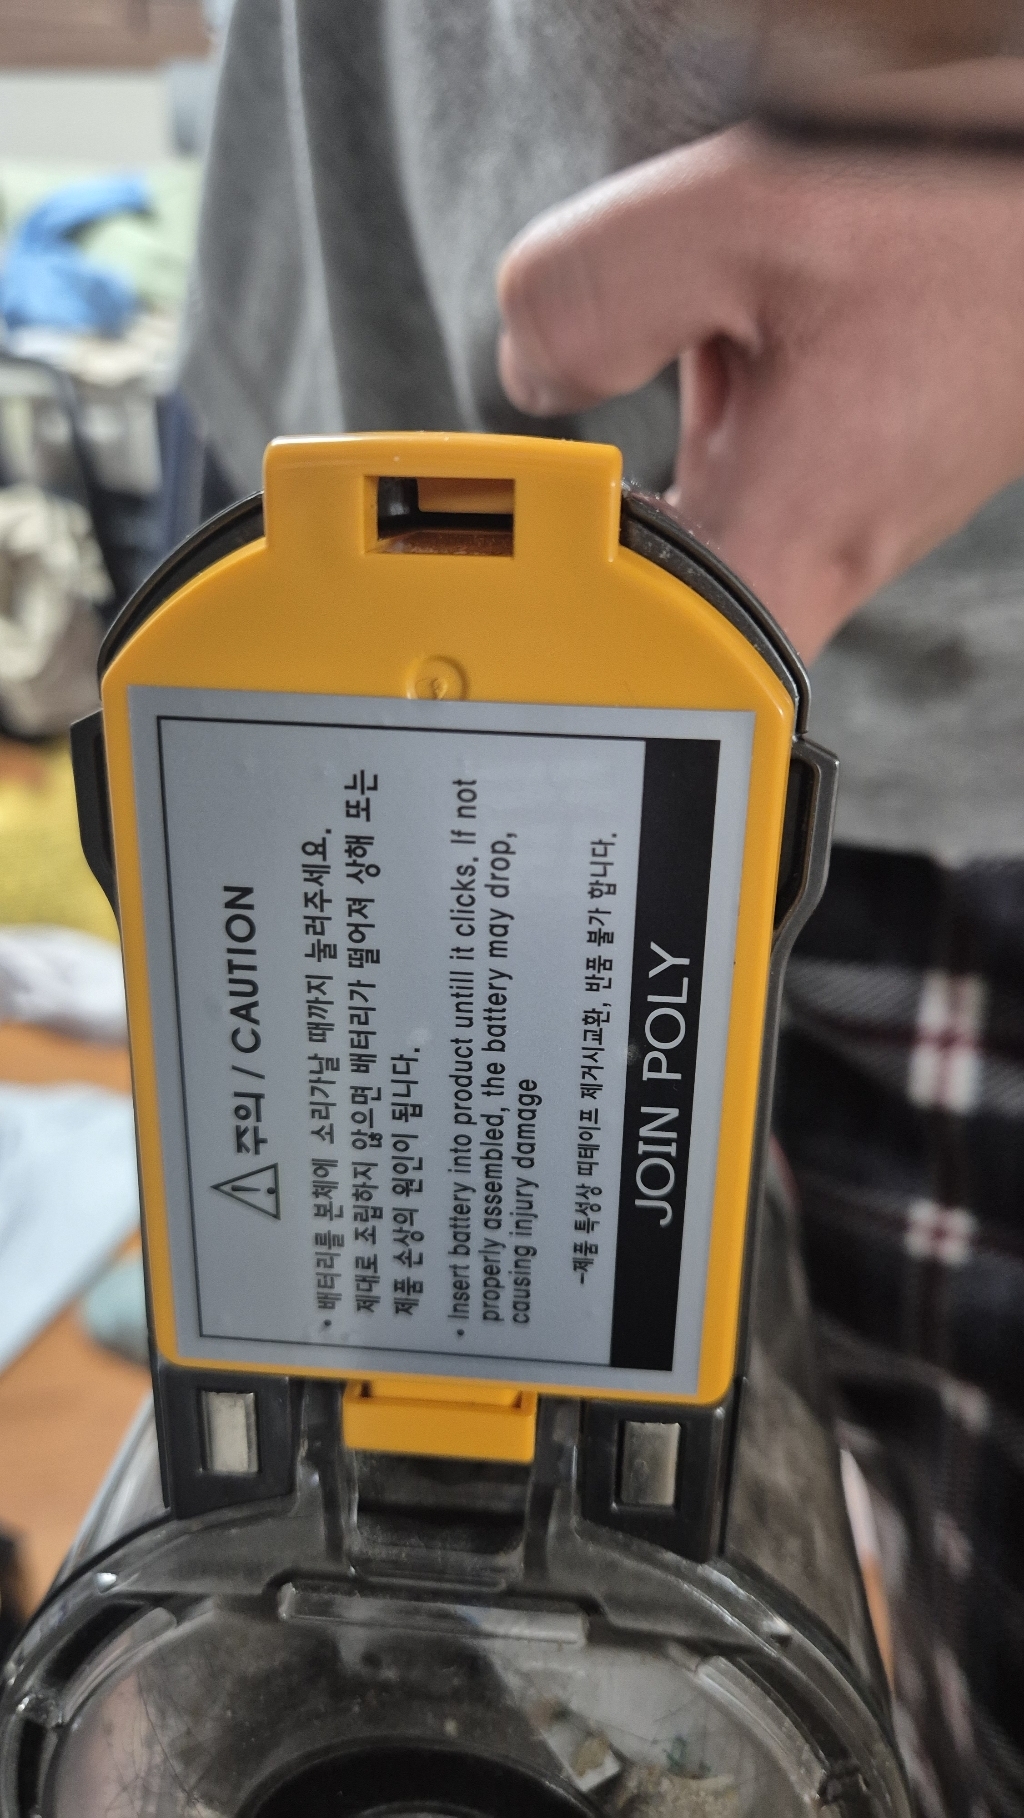 주의 / CAUTION
• 배터리를 본체에 소리가날 때까지 눌러주세요.
제대로 조립하지 않으면 배터리가 떨어져 상해 또는
제품 손상의 원인이 됩니다.
• Insert battery into product untill it clicks. If not
properly assembled, the battery may drop,
causing injury damage
-제품 특성상 띠테이프 제거시교환, 반품 불가 합니다.
JOIN POLY